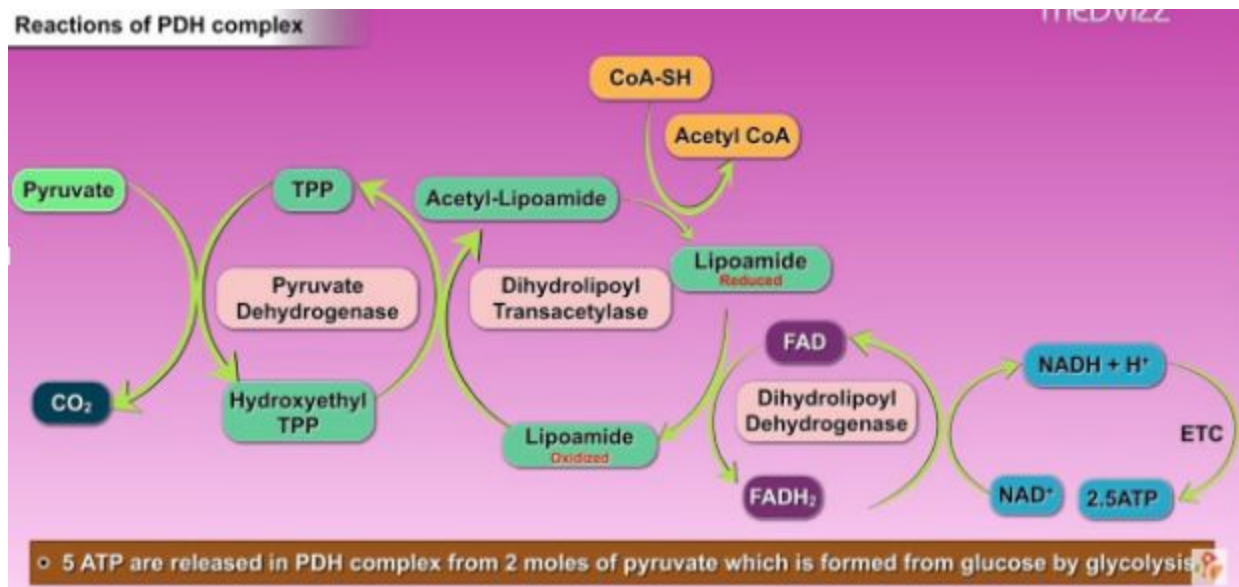 Reactions of PDH complex
medvizz
CoA-SH
Acetyl CoA
Pyruvate
TPP
Acetyl-Lipoamide
Lipoamide
Reduced
Pyruvate
Dehydrogenase
Dihydrolipoyl
Transacetylase
FAD
NADH + H⁺
CO₂
Hydroxyethyl
TPP
Dihydrolipoyl
Dehydrogenase
Lipoamide
Oxidized
ETC
FADH₂
NAD⁺
2.5ATP
5 ATP are released in PDH complex from 2 moles of pyruvate which is formed from glucose by glycolysis